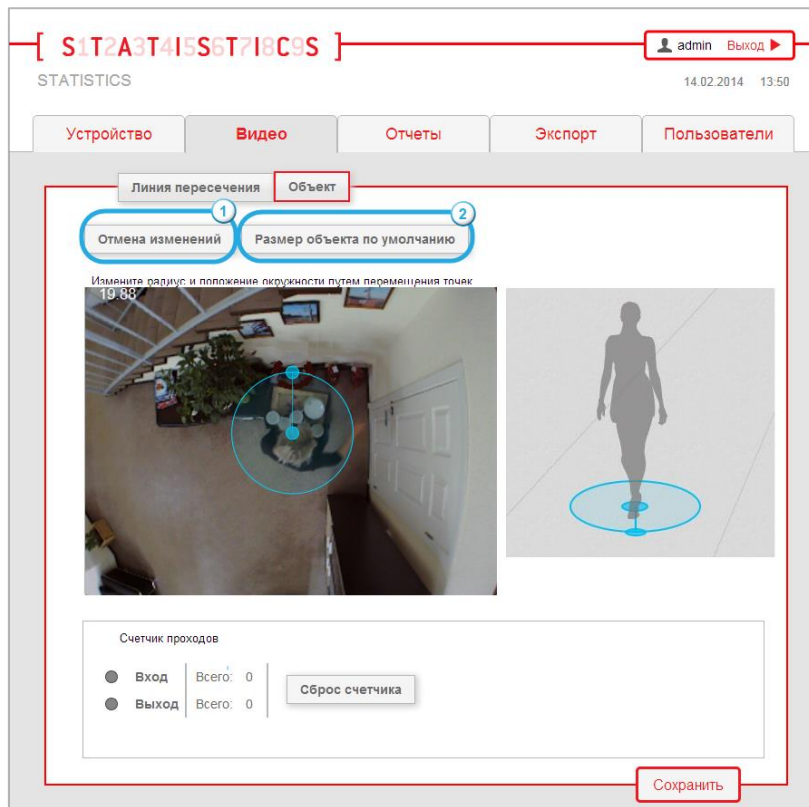 [ S1T2A3T4I5S6T7I8C9S ]
admin Выход
STATISTICS
14.02.2014 13:50
Устройство Видео Отчеты Экспорт Пользователи
Линия пересечения Объект
1 2
Отмена изменений Размер объекта по умолчанию
Измените радиус и положение окружности путем перемещения точек
19.88
Счетчик проходов
Вход Всего: 0
Выход Всего: 0
Сброс счетчика
Сохранить